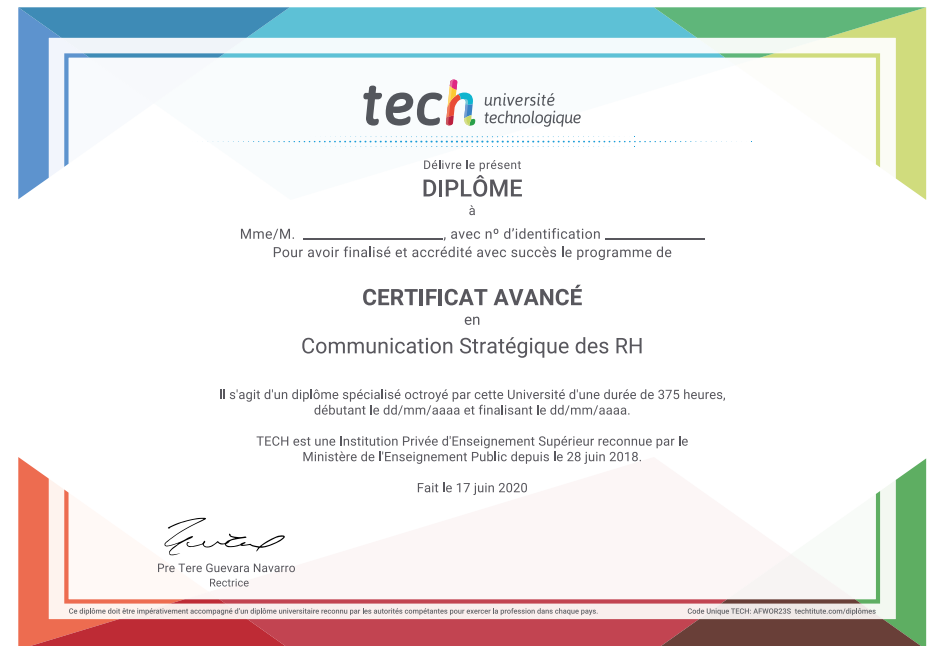 tech université
technologique
Délivre le présent
DIPLÔME
à
Mme/M. ____________________, avec nº d'identification ______________
Pour avoir finalisé et accrédité avec succès le programme de
CERTIFICAT AVANCÉ
en
Communication Stratégique des RH
Il s'agit d'un diplôme spécialisé octroyé par cette Université d'une durée de 375 heures,
débutant le dd/mm/aaaa et finalisant le dd/mm/aaaa.
TECH est une Institution Privée d'Enseignement Supérieur reconnue par le
Ministère de l'Enseignement Public depuis le 28 juin 2018.
Fait le 17 juin 2020
Pre Tere Guevara Navarro
Rectrice
Ce diplôme doit être impérativement accompagné d'un diplôme universitaire reconnu par les autorités compétantes pour exercer la profession dans chaque pays.
Code Unique TECH: AFWOR23S techtitute.com/diplômes